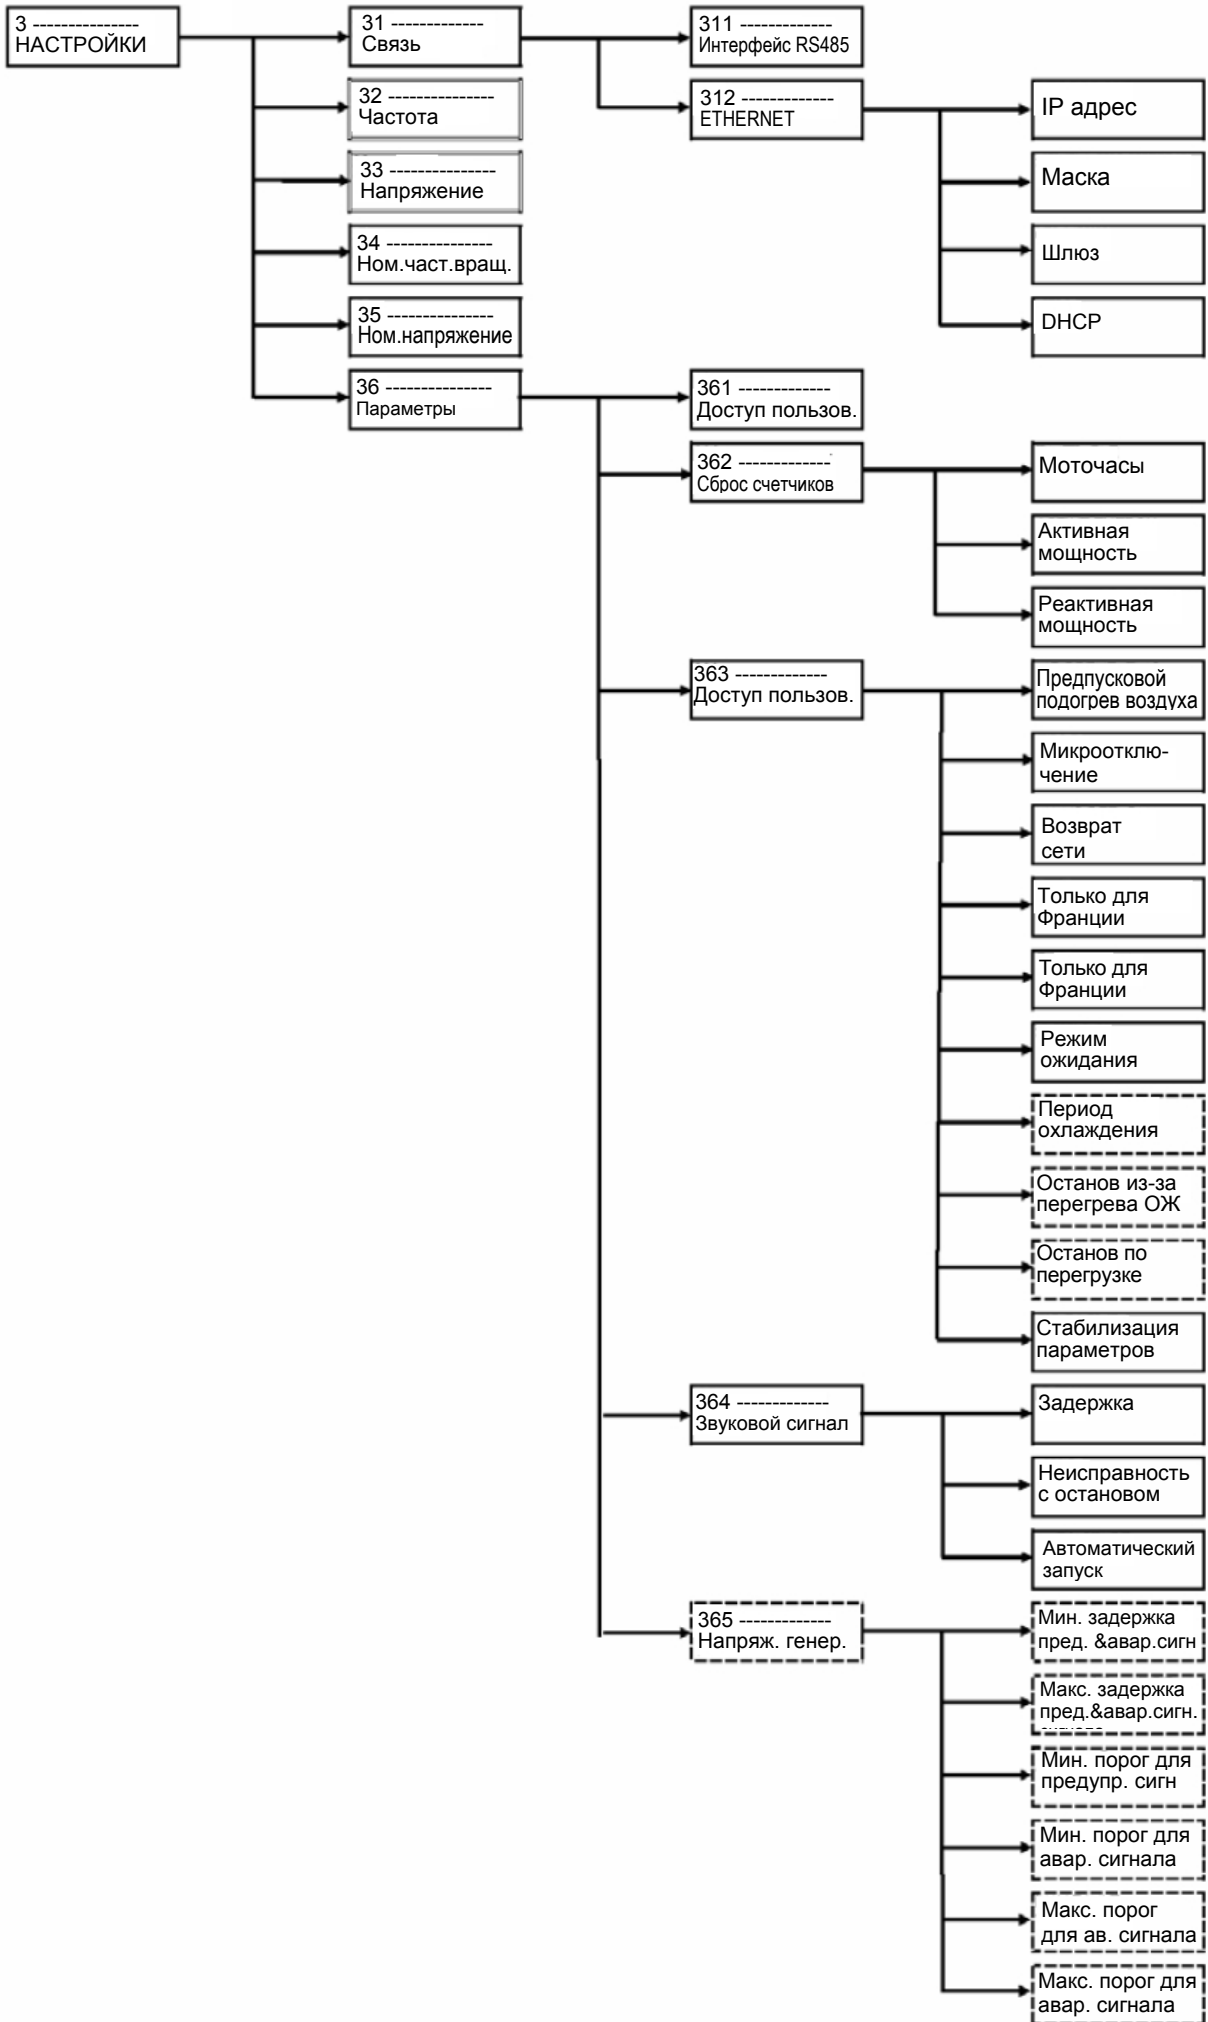 3 ---------------
НАСТРОЙКИ
31 -------------
Связь
311 -------------
Интерфейс RS485
32 ---------------
Частота
312 -------------
ETHERNET
IP адрес
33 ---------------
Напряжение
Маска
34 ---------------
Ном.част.вращ.
Шлюз
35 ---------------
Ном.напряжение
DHCP
36 ---------------
Параметры
361 -------------
Доступ пользов.
362 -------------
Сброс счетчиков
Моточасы
Активная
мощность
Реактивная
мощность
363 -------------
Доступ пользов.
Предпусковой
подогрев воздуха
Микроотклю-
чение
Возврат
сети
Только для
Франции
Только для
Франции
Режим
ожидания
Период
охлаждения
Останов из-за
перегрева ОЖ
Останов по
перегрузке
Стабилизация
параметров
364 -------------
Звуковой сигнал
Задержка
Неисправность
с остановом
Автоматический
запуск
365 -------------
Напряж. генер.
Мин. задержка
пред. &авар.сигн
Макс. задержка
пред.&авар.сигн.
Мин. порог для
предупр. сигн
Мин. порог для
авар. сигнала
Макс. порог
для ав. сигнала
Макс. порог для
авар. сигнала